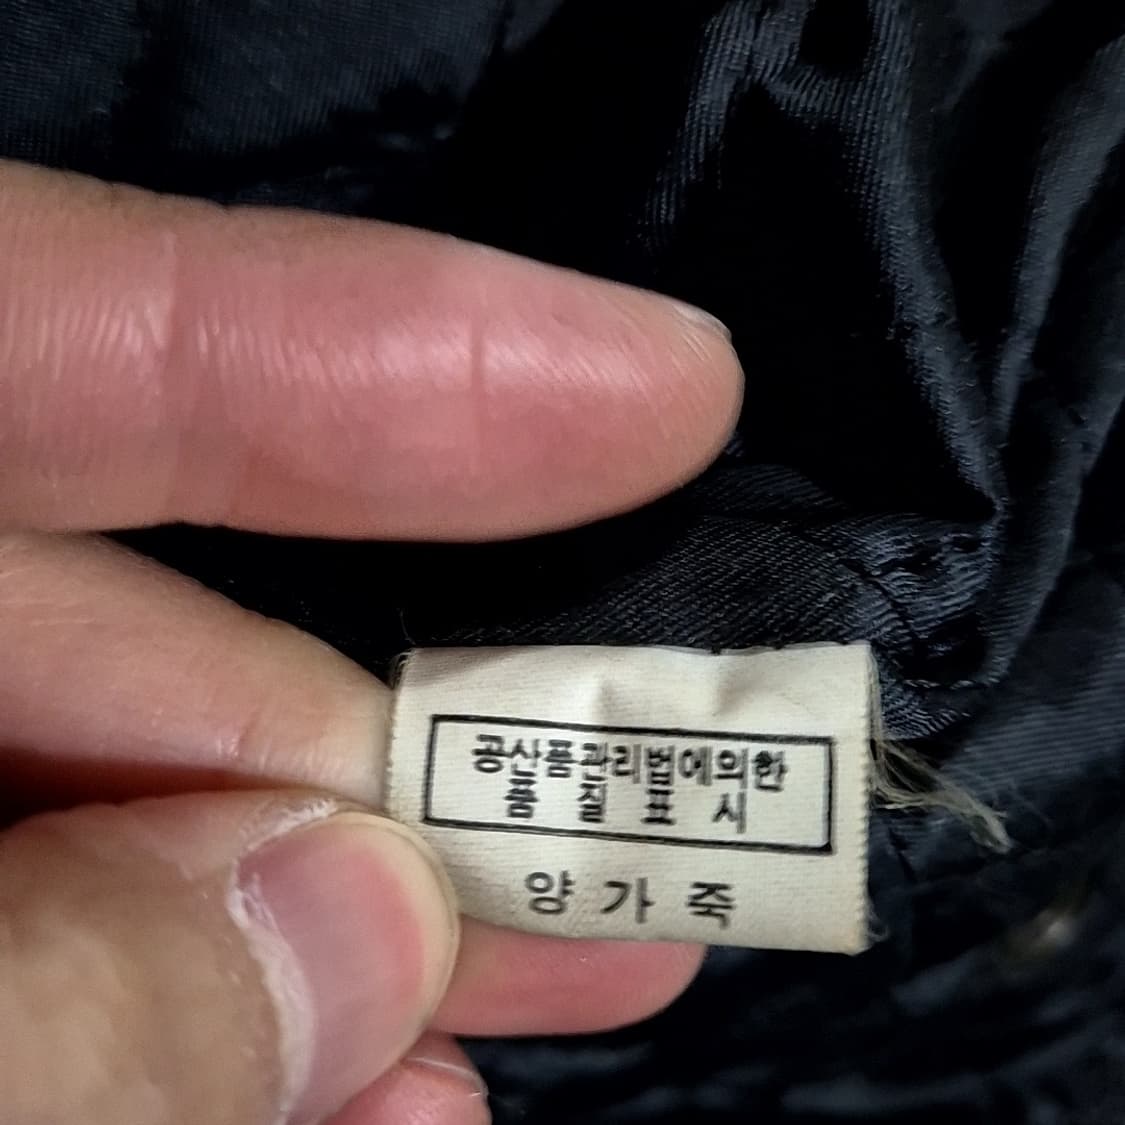 공산품관리법에의한
품 질 표 시
양 가 죽